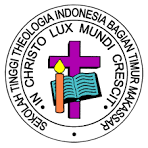 SEKOLAH TINGGI THEOLOGIA INDONESIA BAGIAN TIMUR MAKASSAR
IN CHRISTO LUX MUNDI CRESCIT